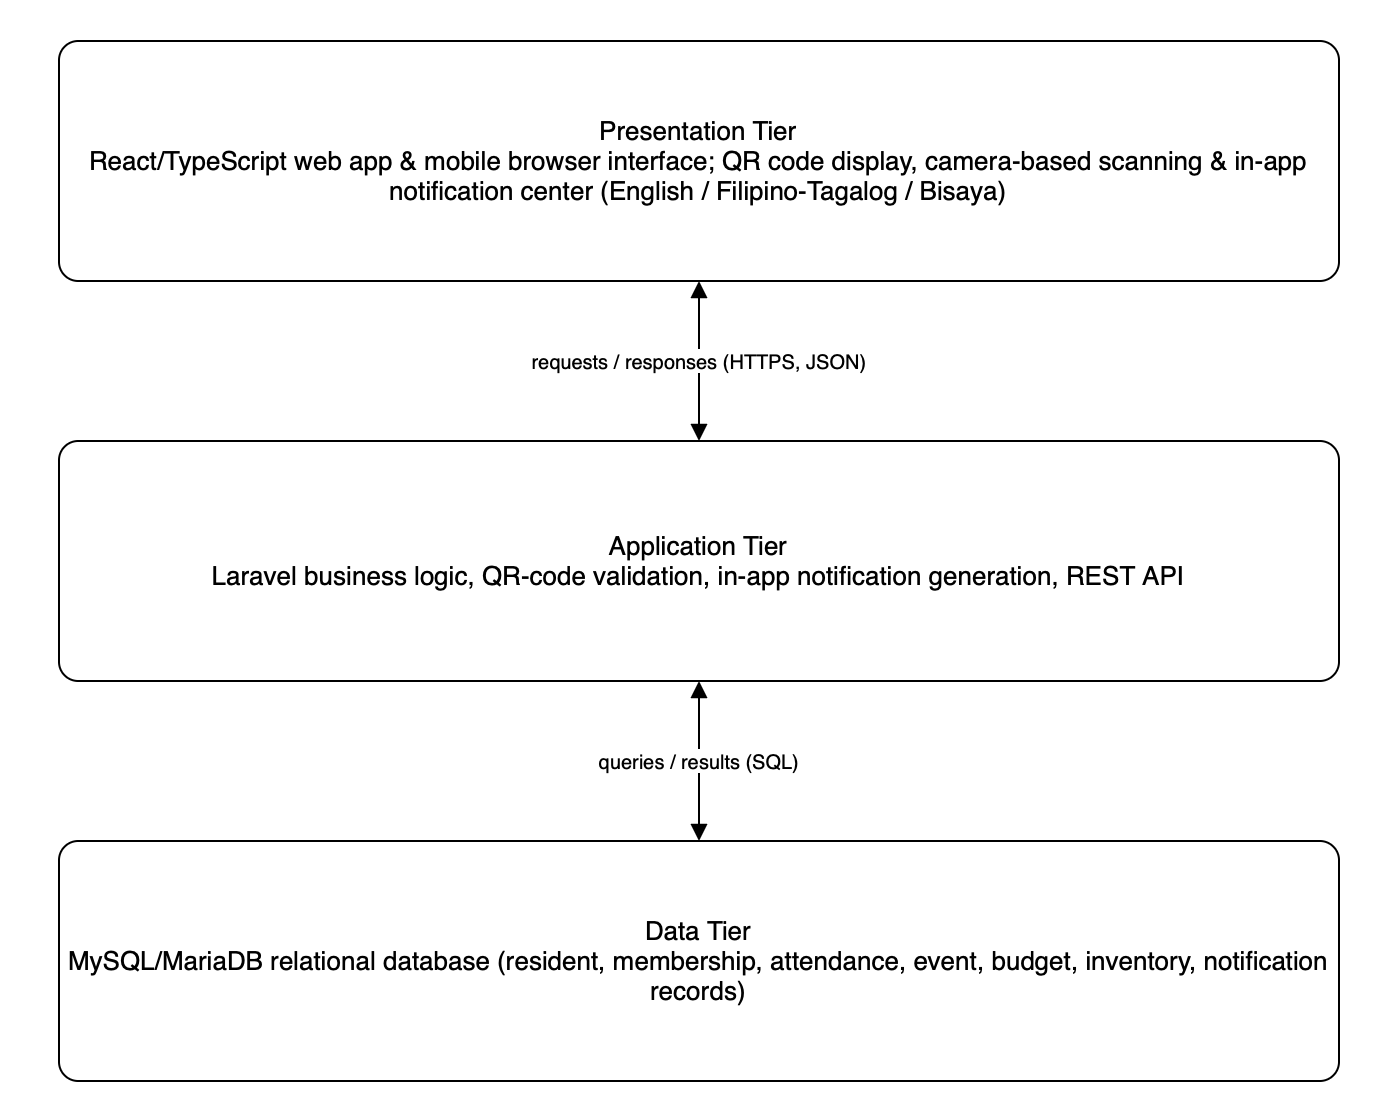 Presentation Tier
React/TypeScript web app & mobile browser interface; QR code display, camera-based scanning & in-app
notification center (English / Filipino-Tagalog / Bisaya)
requests / responses (HTTPS, JSON)
Application Tier
Laravel business logic, QR-code validation, in-app notification generation, REST API
queries / results (SQL)
Data Tier
MySQL/MariaDB relational database (resident, membership, attendance, event, budget, inventory, notification
records)